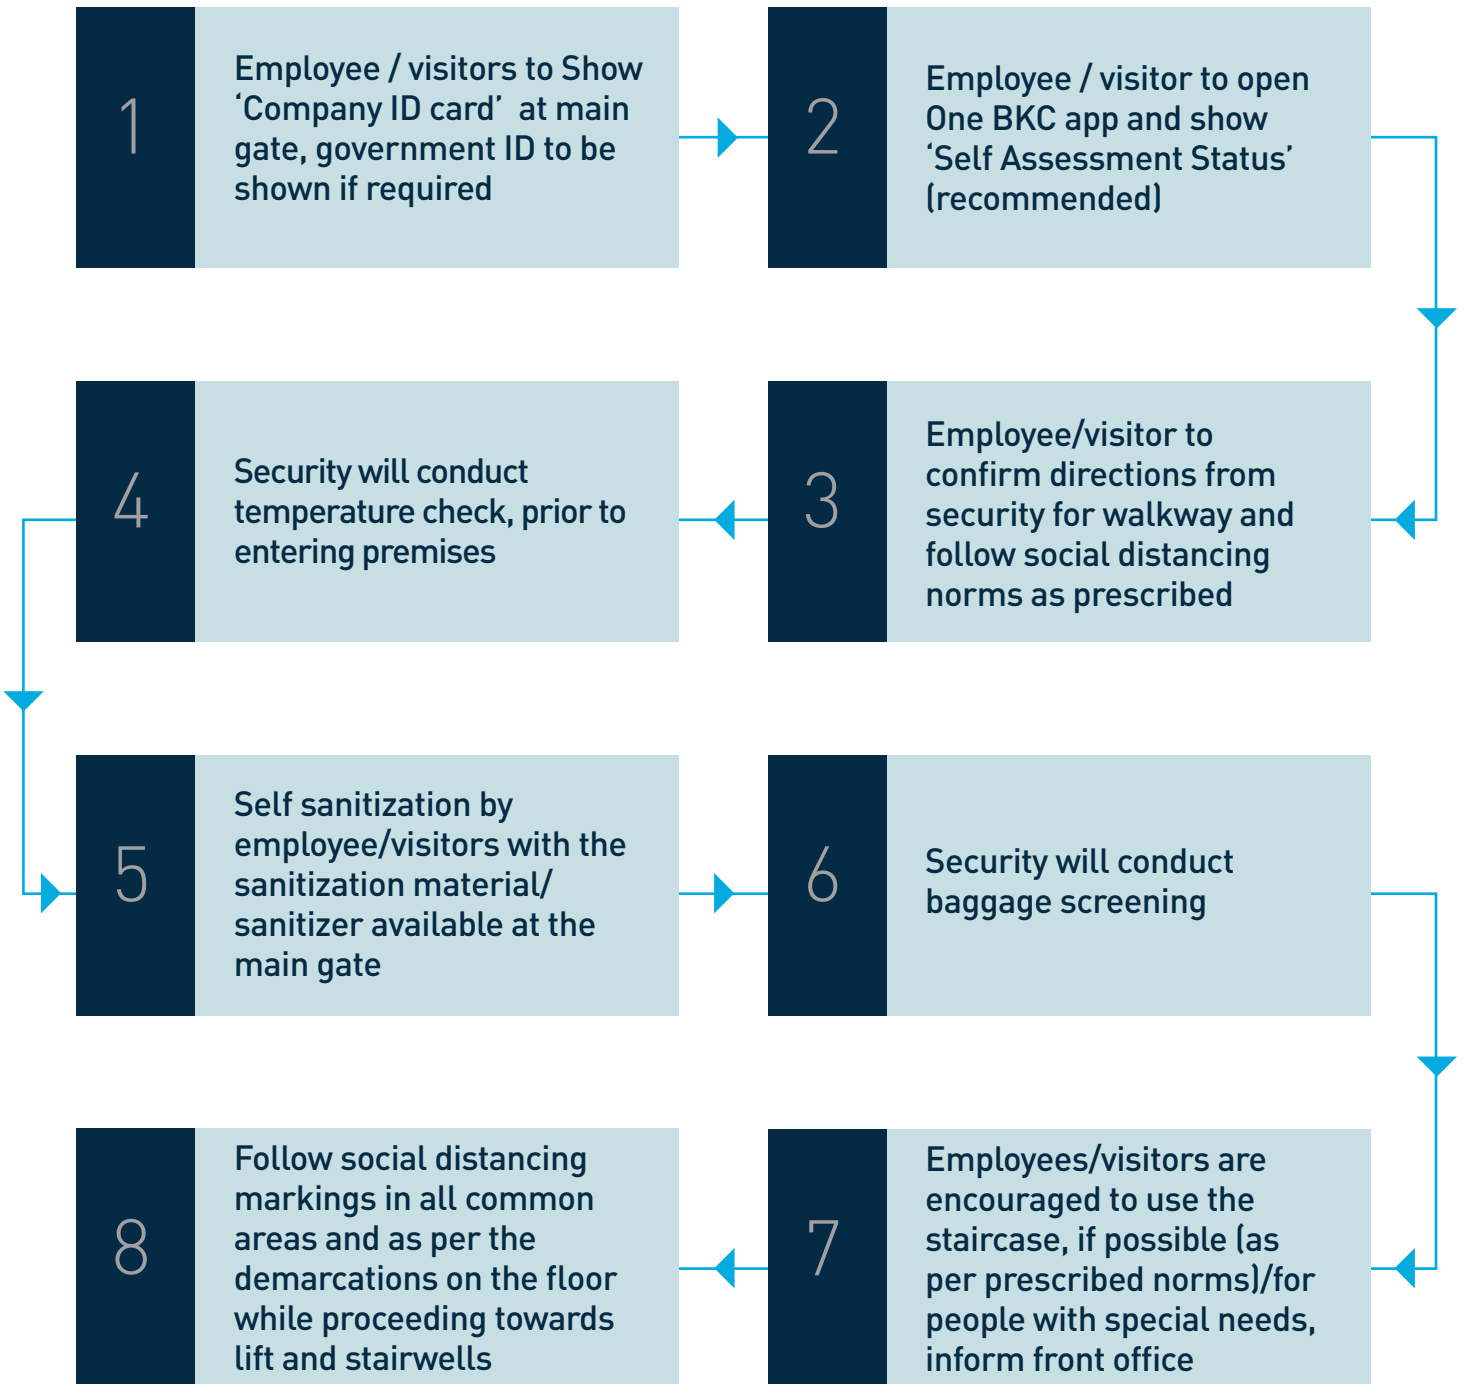 1
Employee / visitors to Show
‘Company ID card’ at main
gate, government ID to be
shown if required
2
Employee / visitor to open
One BKC app and show
‘Self Assessment Status’
(recommended)
3
Employee/visitor to
confirm directions from
security for walkway and
follow social distancing
norms as prescribed
4
Security will conduct
temperature check, prior to
entering premises
5
Self sanitization by
employee/visitors with the
sanitization material/
sanitizer available at the
main gate
6
Security will conduct
baggage screening
7
Employees/visitors are
encouraged to use the
staircase, if possible (as
per prescribed norms)/for
people with special needs,
inform front office
8
Follow social distancing
markings in all common
areas and as per the
demarcations on the floor
while proceeding towards
lift and stairwells